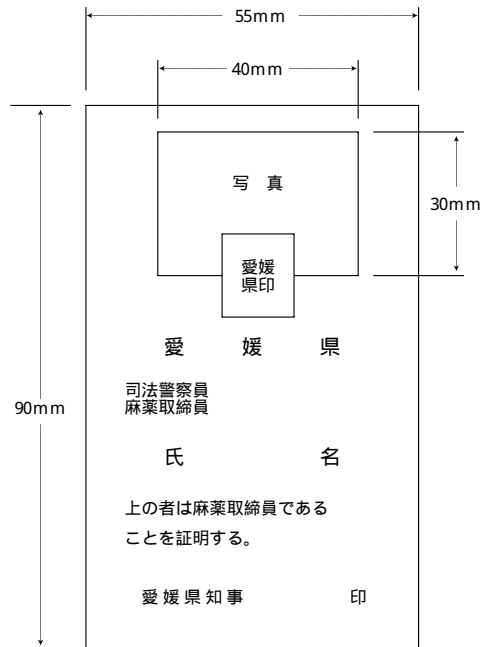 55mm
40mm
写 真
30mm
愛媛
県印
愛 媛 県
司法警察員
麻薬取締員
90mm
氏 名
上の者は麻薬取締員である
ことを証明する。
愛媛県知事 印